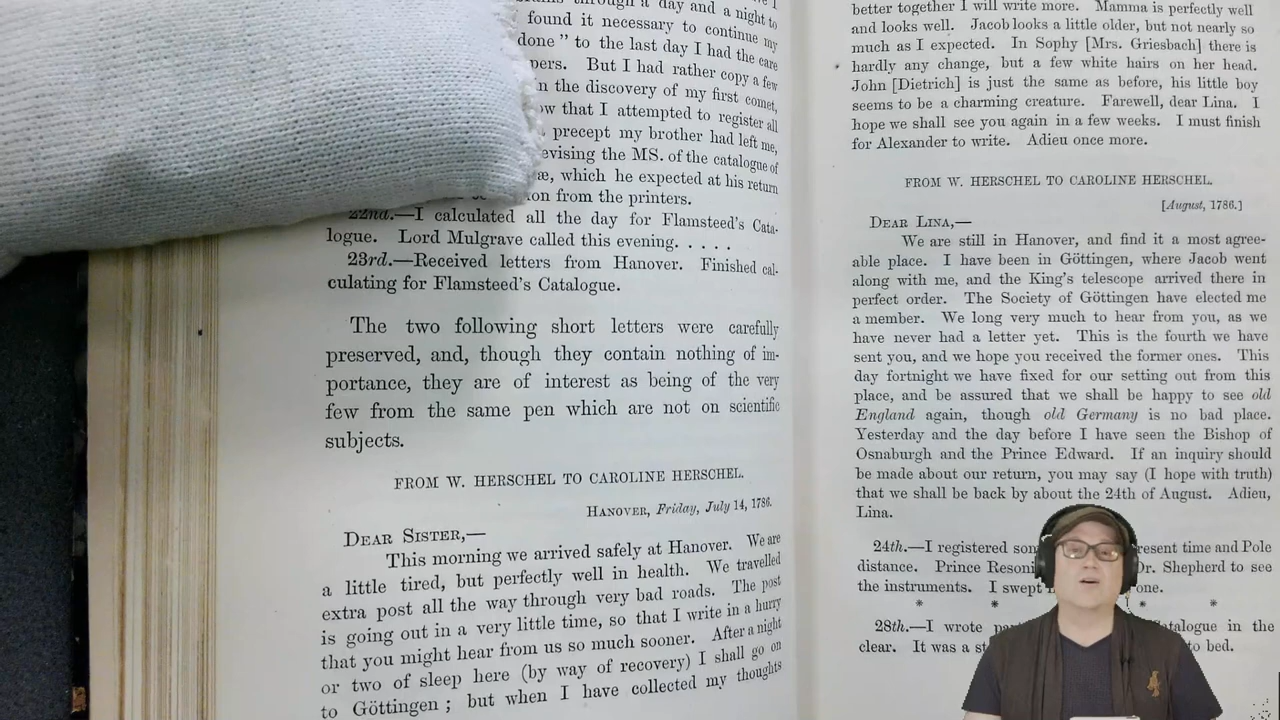 through a day and a night to
found it necessary to continue my
done" to the last day I had the care
pers. But I had rather copy a few
n the discovery of my first comet,
ow that I attempted to register all
precept my brother had left me,
evising the MS. of the catalogue of
æ, which he expected at his return
ion from the printers.
22nd.—I calculated all the day for Flamsteed's Cata-
logue. Lord Mulgrave called this evening. . . . .
23rd.—Received letters from Hanover. Finished cal-
culating for Flamsteed's Catalogue.
The two following short letters were carefully
preserved, and, though they contain nothing of im-
portance, they are of interest as being of the very
few from the same pen which are not on scientific
subjects.
FROM W. HERSCHEL TO CAROLINE HERSCHEL.
HANOVER, Friday, July 14, 1786.
DEAR SISTER,—
This morning we arrived safely at Hanover. We are
a little tired, but perfectly well in health. We travelled
extra post all the way through very bad roads. The post
is going out in a very little time, so that I write in a hurry
that you might hear from us so much sooner. After a night
or two of sleep here (by way of recovery) I shall go on
to Göttingen; but when I have collected my thoughts
better together I will write more. Mamma is perfectly well
and looks well. Jacob looks a little older, but not nearly so
much as I expected. In Sophy [Mrs. Griesbach] there is
hardly any change, but a few white hairs on her head.
John [Dietrich] is just the same as before, his little boy
seems to be a charming creature. Farewell, dear Lina. I
hope we shall see you again in a few weeks. I must finish
for Alexander to write. Adieu once more.
FROM W. HERSCHEL TO CAROLINE HERSCHEL.
[August, 1786.]
DEAR LINA,—
We are still in Hanover, and find it a most agree-
able place. I have been in Göttingen, where Jacob went
along with me, and the King's telescope arrived there in
perfect order. The Society of Göttingen have elected me
a member. We long very much to hear from you, as we
have never had a letter yet. This is the fourth we have
sent you, and we hope you received the former ones. This
day fortnight we have fixed for our setting out from this
place, and be assured that we shall be happy to see old
England again, though old Germany is no bad place.
Yesterday and the day before I have seen the Bishop of
Osnaburgh and the Prince Edward. If an inquiry should
be made about our return, you may say (I hope with truth)
that we shall be back by about the 24th of August. Adieu,
Lina.
24th.—I registered resent time and Pole
distance. Prince Dr. Shepherd to see
the instruments. I swept one.
* * * *
28th.—I wrote atalogue in the
clear. It was a to bed.